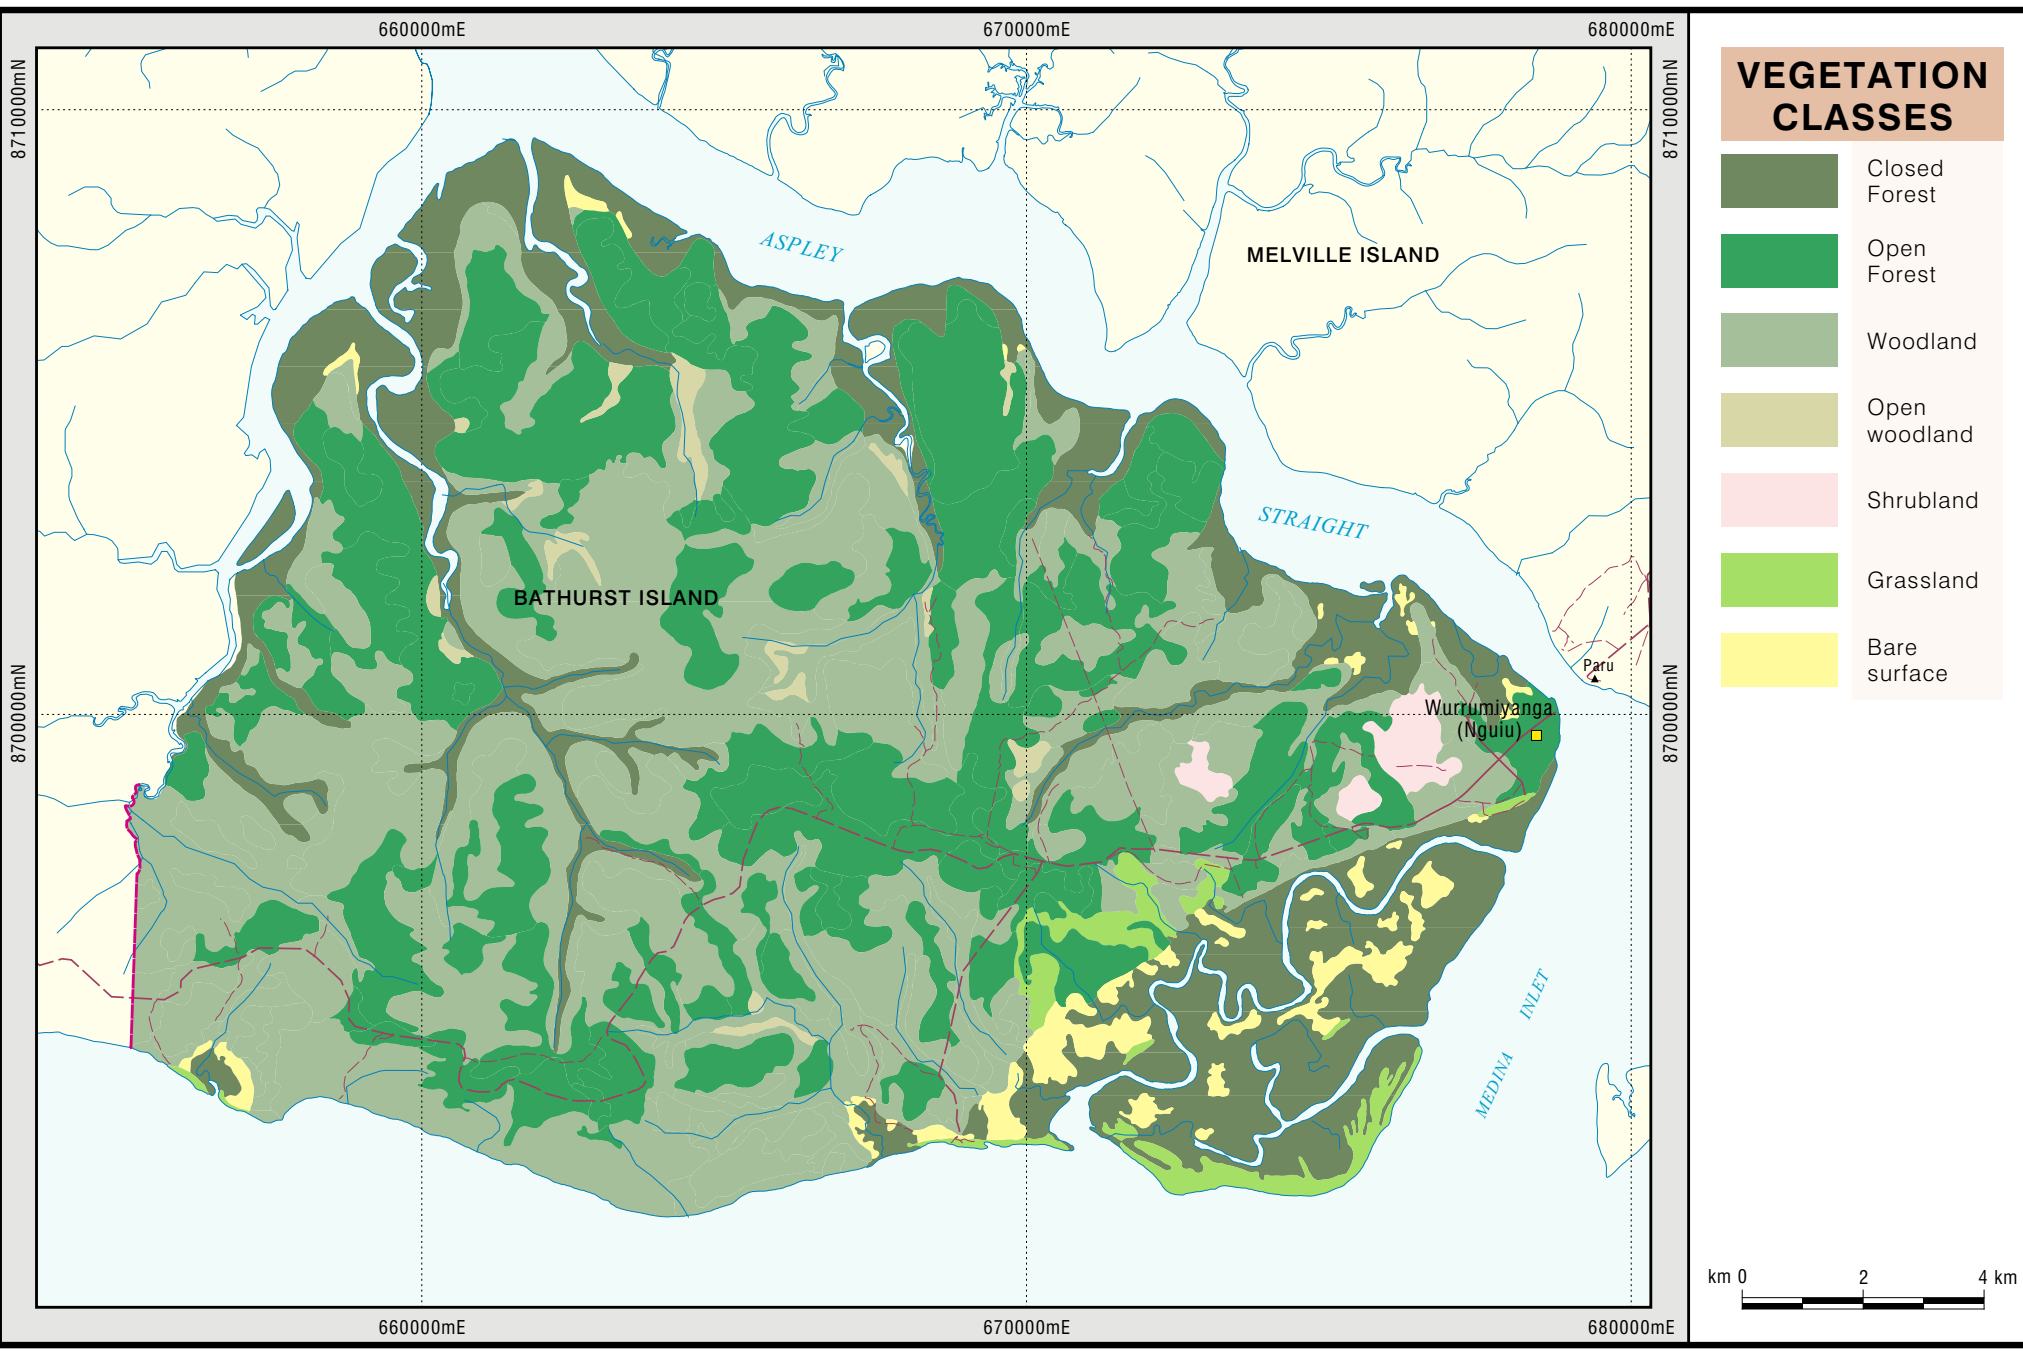 660000mE
670000mE
680000mE
8710000mN
8710000mN
ASPLEY
MELVILLE ISLAND
STRAIGHT
BATHURST ISLAND
Paru
8700000mN
8700000mN
Wurrumiyanga
(Nguiu)
INLET
MEDINA
660000mE
670000mE
680000mE
VEGETATION
CLASSES
Closed
Forest
Open
Forest
Woodland
Open
woodland
Shrubland
Grassland
Bare
surface
km 0 2 4 km